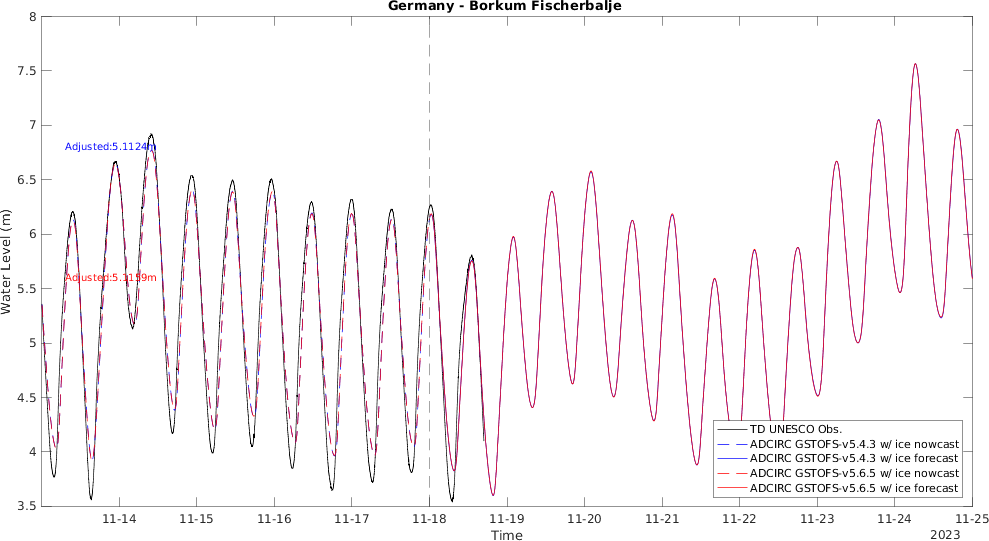 Germany - Borkum Fischerbalje
8
7.5
7
6.5
6
5.5
5
4.5
4
3.5
Water Level (m)
Adjusted:5.1124m
Adjusted:5.1159m
TD UNESCO Obs.
ADCIRC GSTOFS-v5.4.3 w/ ice nowcast
ADCIRC GSTOFS-v5.4.3 w/ ice forecast
ADCIRC GSTOFS-v5.6.5 w/ ice nowcast
ADCIRC GSTOFS-v5.6.5 w/ ice forecast
11-14 11-15 11-16 11-17 11-18 11-19 11-20 11-21 11-22 11-23 11-24 11-25
Time
2023